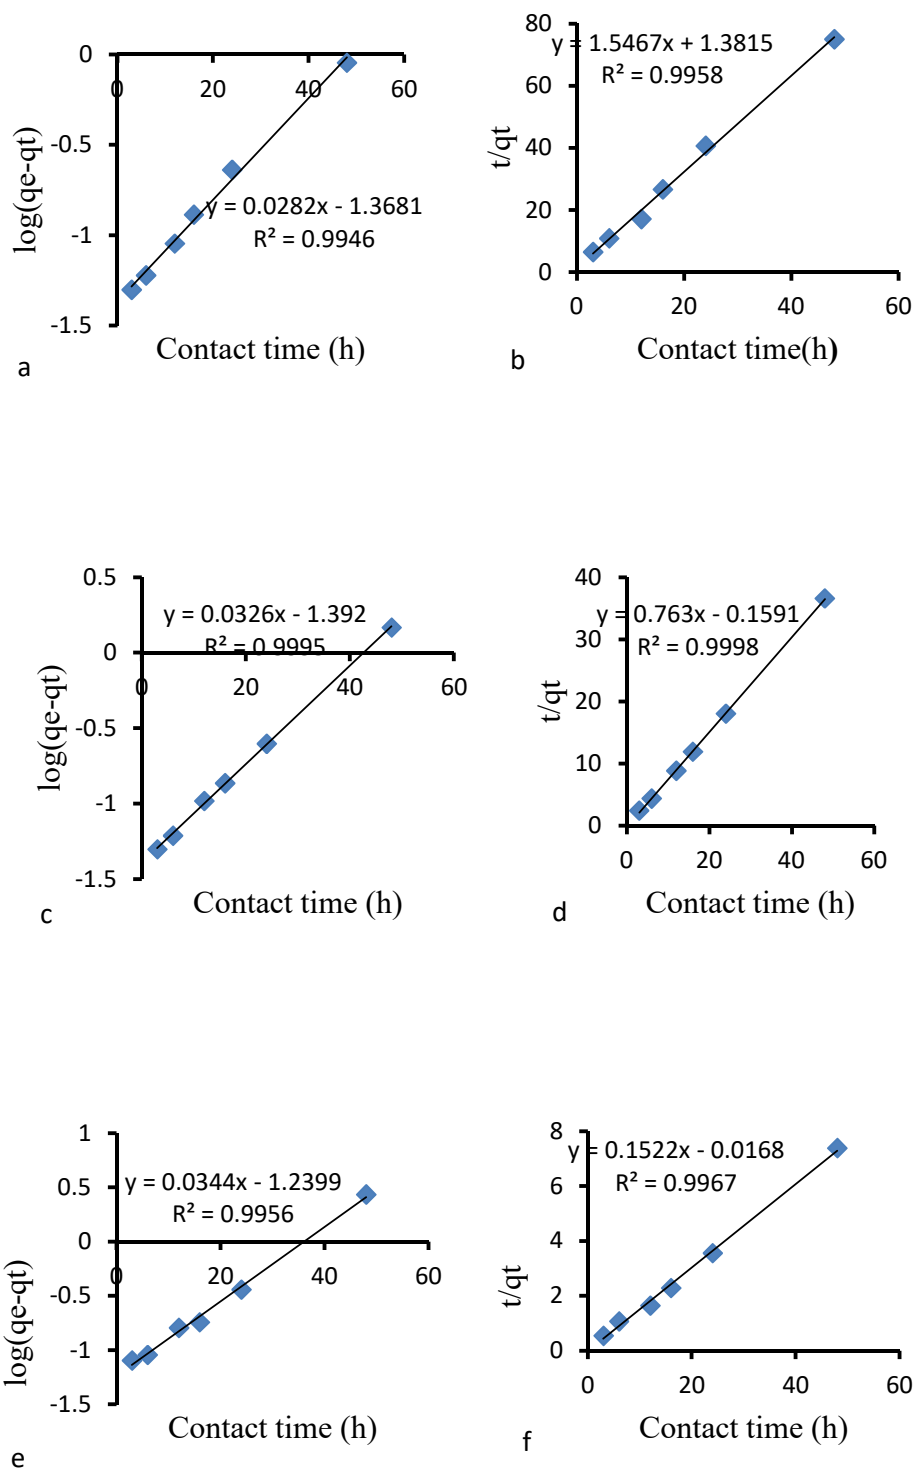 0
-0.5
-1
-1.5
0
20
40
60
log(qe-qt)
y = 0.0282x - 1.3681
R² = 0.9946
Contact time (h)
a
80
60
40
20
0
0
20
40
60
t/qt
y = 1.5467x + 1.3815
R² = 0.9958
Contact time(h)
b
0.5
0
-0.5
-1
-1.5
0
20
40
60
log(qe-qt)
y = 0.0326x - 1.392
R² = 0.9995
Contact time (h)
c
40
30
20
10
0
0
20
40
60
t/qt
y = 0.763x - 0.1591
R² = 0.9998
Contact time (h)
d
1
0.5
0
-0.5
-1
-1.5
0
20
40
60
log(qe-qt)
y = 0.0344x - 1.2399
R² = 0.9956
Contact time (h)
e
8
6
4
2
0
0
20
40
60
t/qt
y = 0.1522x - 0.0168
R² = 0.9967
Contact time (h)
f